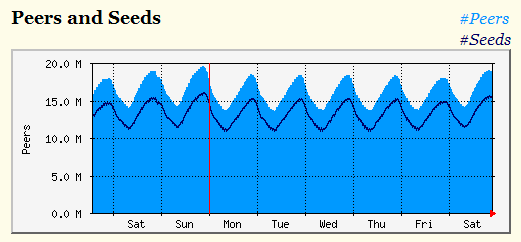 Peers and Seeds
#Peers
#Seeds
20.0 M
15.0 M
10.0 M
5.0 M
0.0 M
Peers
Sat Sun Mon Tue Wed Thu Fri Sat